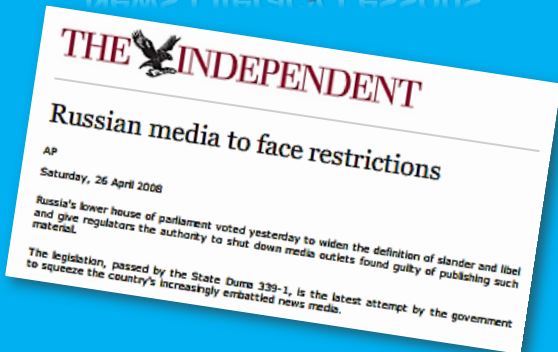 THE INDEPENDENT
Russian media to face restrictions
AP
Saturday, 26 April 2008
Russia's lower house of parliament voted yesterday to widen the definition of slander and libel
and give regulators the authority to shut down media outlets found guilty of publishing such
material.
The legislation, passed by the State Duma 339-1, is the latest attempt by the government
to squeeze the country's increasingly embattled news media.